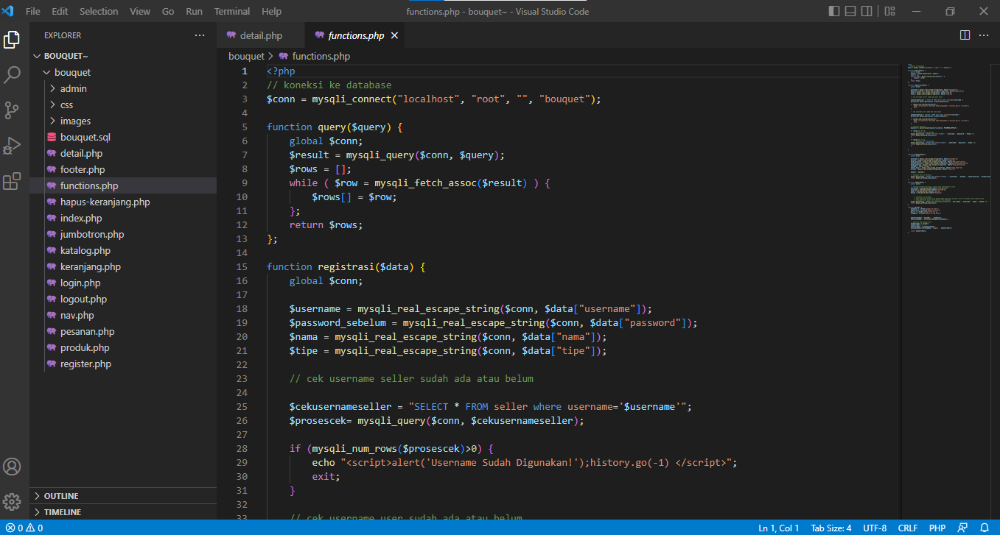 File Edit Selection View Go Run Terminal Help
functions.php - bouquet~ - Visual Studio Code
EXPLORER
BOUQUET~
bouquet
admin
css
images
bouquet.sql
detail.php
footer.php
functions.php
hapus-keranjang.php
index.php
jumbotron.php
katalog.php
keranjang.php
login.php
logout.php
nav.php
pesanan.php
produk.php
register.php
OUTLINE
TIMELINE
detail.php functions.php
bouquet > functions.php
1 <?php
2 // koneksi ke database
3 $conn = mysqli_connect("localhost", "root", "", "bouquet");
4
5 function query($query) {
6 global $conn;
7 $result = mysqli_query($conn, $query);
8 $rows = [];
9 while ( $row = mysqli_fetch_assoc($result) ) {
10 $rows[] = $row;
11 };
12 return $rows;
13 };
14
15 function registrasi($data) {
16 global $conn;
17
18 $username = mysqli_real_escape_string($conn, $data["username"]);
19 $password_sebelum = mysqli_real_escape_string($conn, $data["password"]);
20 $nama = mysqli_real_escape_string($conn, $data["nama"]);
21 $tipe = mysqli_real_escape_string($conn, $data["tipe"]);
22
23 // cek username seller sudah ada atau belum
24
25 $cekusernameseller = "SELECT * FROM seller where username='$username'";
26 $prosescek= mysqli_query($conn, $cekusernameseller);
27
28 if (mysqli_num_rows($prosescek)>0) {
29 echo "<script>alert('Username Sudah Digunakan!');history.go(-1) </script>";
30 exit;
31 }
32
33 // cek username user sudah ada atau belum
0 0
Ln 1, Col 1 Tab Size: 4 UTF-8 CRLF PHP